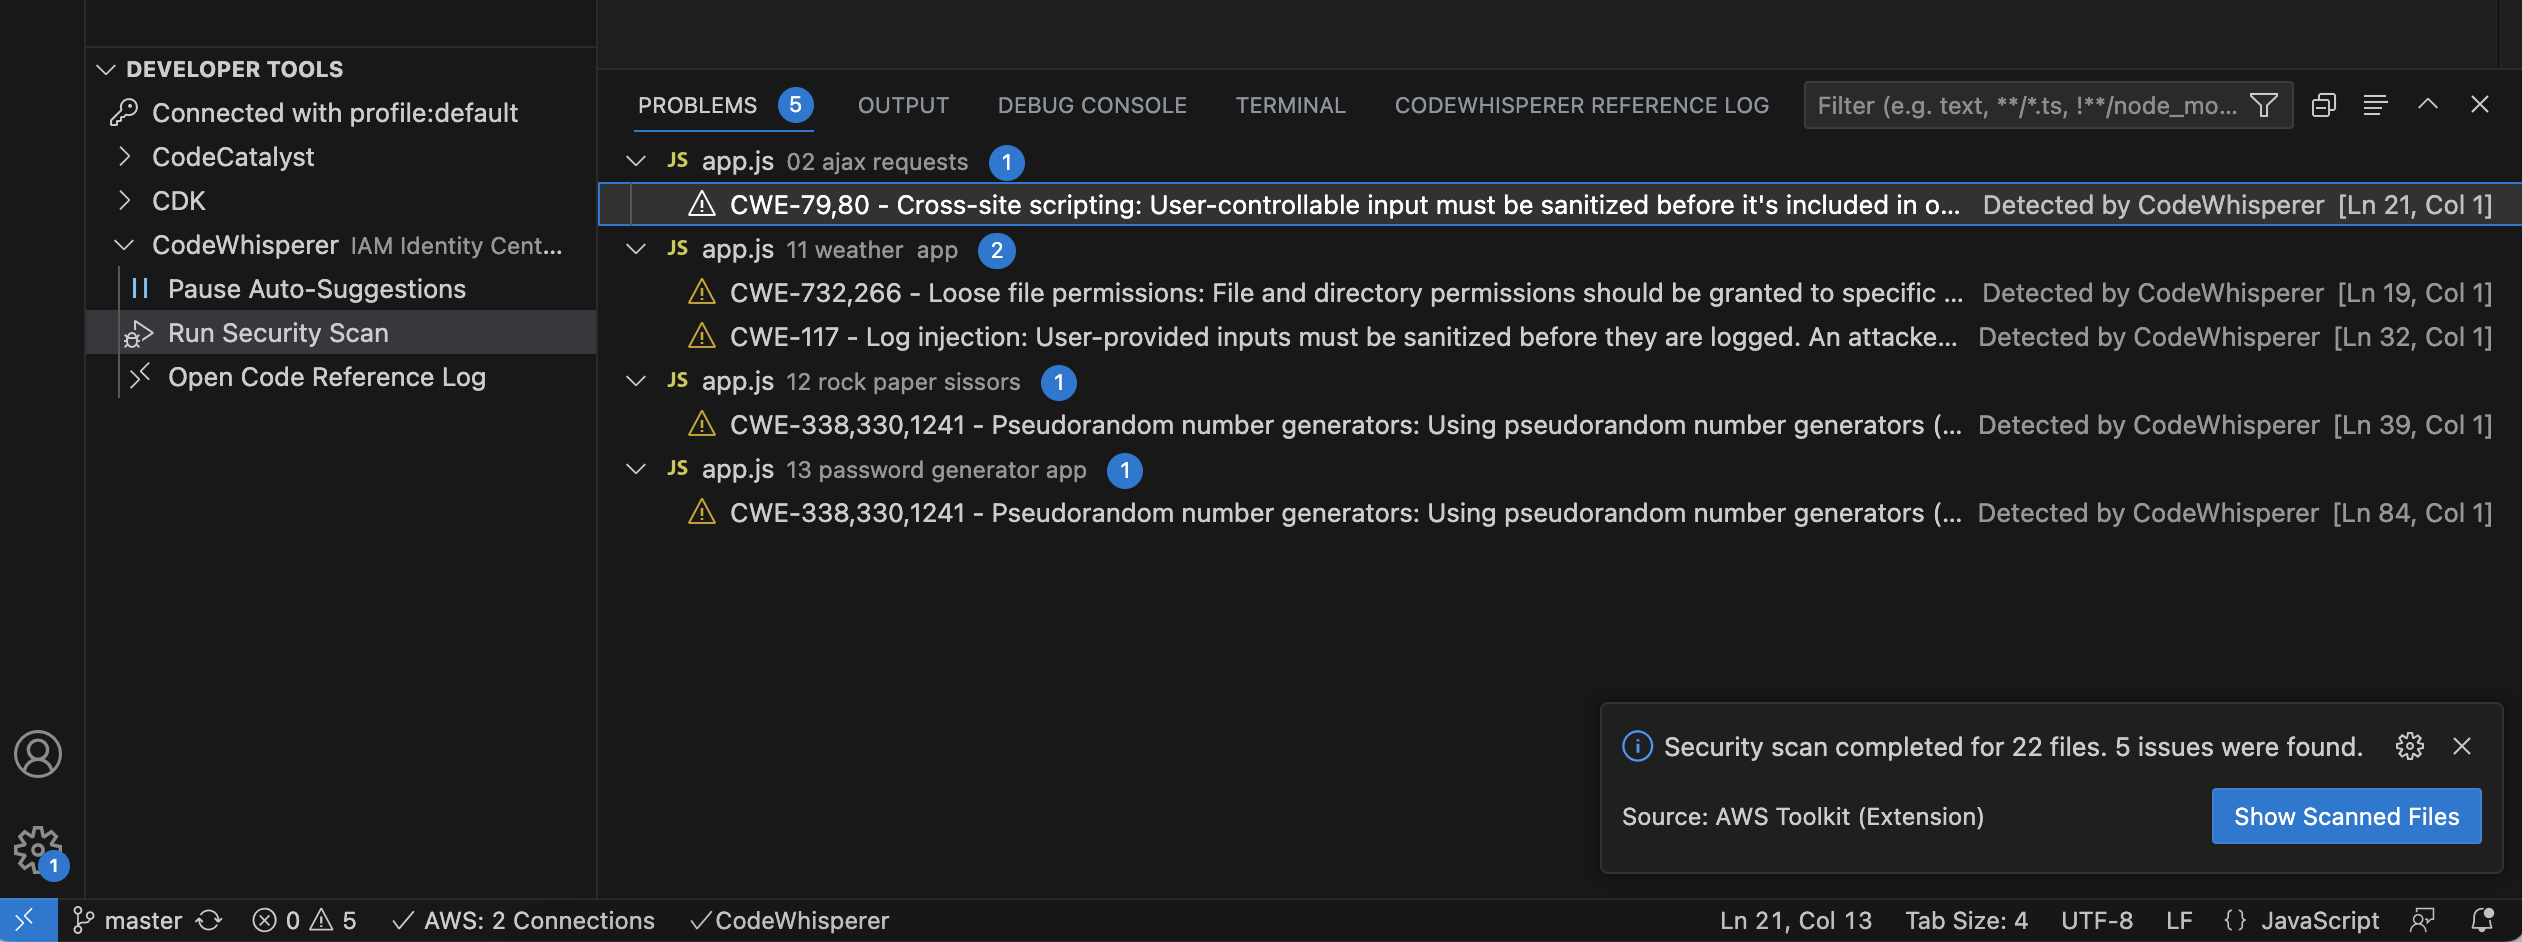 DEVELOPER TOOLS
Connected with profile:default
CodeCatalyst
CDK
CodeWhisperer IAM Identity Cent...
Pause Auto-Suggestions
Run Security Scan
Open Code Reference Log
1
PROBLEMS 5 OUTPUT DEBUG CONSOLE TERMINAL CODEWHISPERER REFERENCE LOG Filter (e.g. text, **/*.ts, !**/node_mo...
JS app.js 02 ajax requests 1
CWE-79,80 - Cross-site scripting: User-controllable input must be sanitized before it's included in o... Detected by CodeWhisperer [Ln 21, Col 1]
JS app.js 11 weather app 2
CWE-732,266 - Loose file permissions: File and directory permissions should be granted to specific ... Detected by CodeWhisperer [Ln 19, Col 1]
CWE-117 - Log injection: User-provided inputs must be sanitized before they are logged. An attacke... Detected by CodeWhisperer [Ln 32, Col 1]
JS app.js 12 rock paper sissors 1
CWE-338,330,1241 - Pseudorandom number generators: Using pseudorandom number generators (... Detected by CodeWhisperer [Ln 39, Col 1]
JS app.js 13 password generator app 1
CWE-338,330,1241 - Pseudorandom number generators: Using pseudorandom number generators (... Detected by CodeWhisperer [Ln 84, Col 1]
Security scan completed for 22 files. 5 issues were found.
Source: AWS Toolkit (Extension) Show Scanned Files
master 0 5 AWS: 2 Connections CodeWhisperer Ln 21, Col 13 Tab Size: 4 UTF-8 LF {} JavaScript